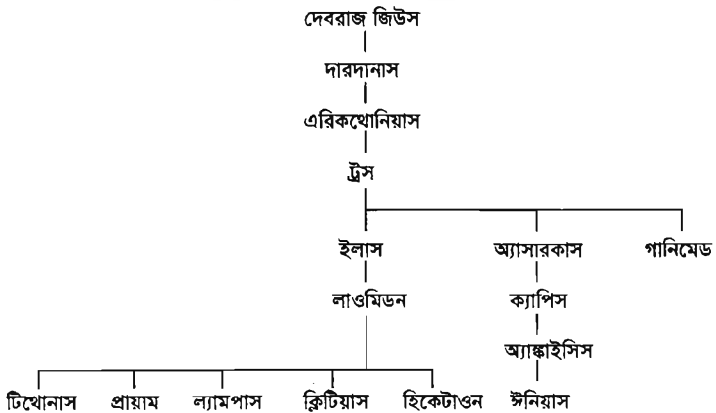 দেবরাজ জিউস
দারদানাস
এরিকথোনিয়াস
ট্রস
ইলাস অ্যাসারকাস গানিমেড
লাওমিডন ক্যাপিস
অ্যাঙ্কাইসিস
টিথোনাস প্রায়াম ল্যামপাস ক্লিটিয়াস হিকেটাওন ঈনিয়াস